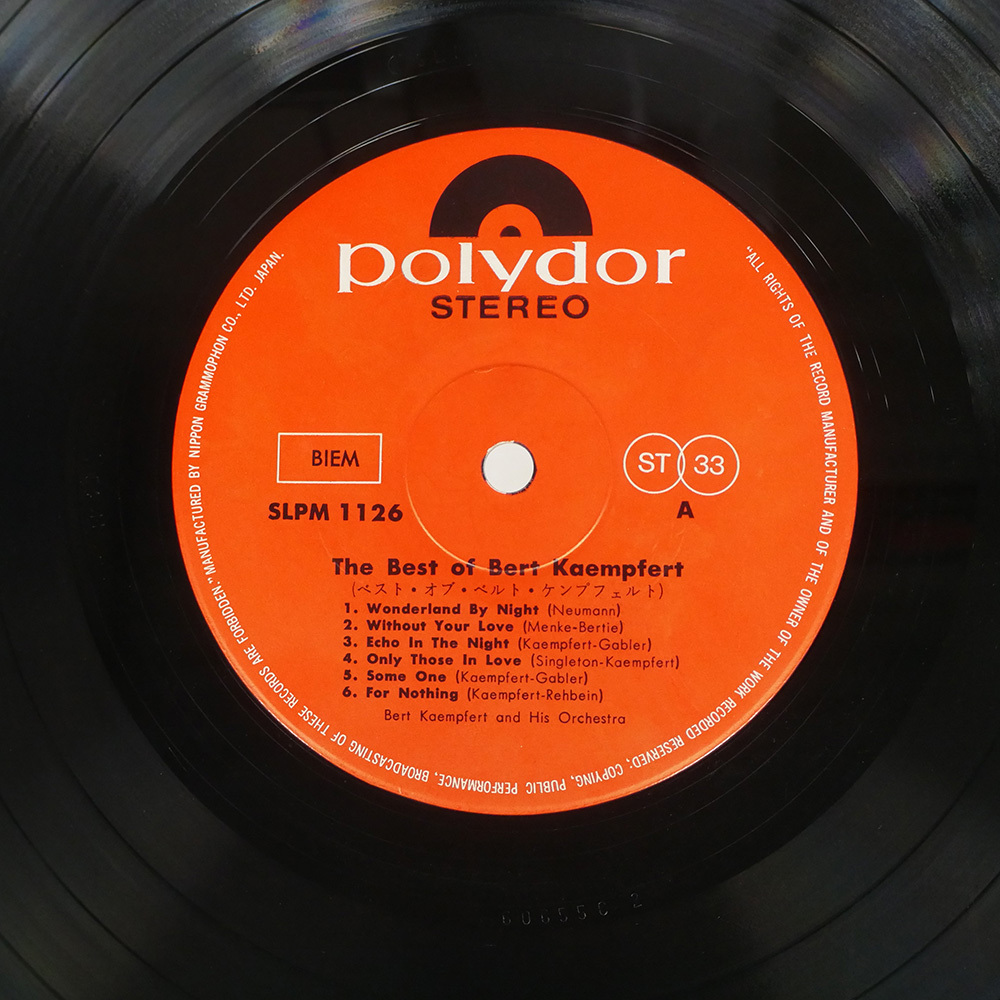 polydor
STEREO
"ALL RIGHTS OF THE RECORD MANUFACTURER AND OF THE OWNER OF THE WORK RECORDED RESERVED; COPYING, PUBLIC PERFORMANCE, BROADCASTING OF THESE RECORDS ARE FORBIDDEN." MANUFACTURED BY NIPPON GRAMMOPHON CO., LTD. JAPAN.
BIEM
ST 33
SLPM 1126
A
The Best of Bert Kaempfert
(ベスト・オブ・ベルト・ケンプフェルト)
1. Wonderland By Night (Neumann)
2. Without Your Love (Menke-Bertie)
3. Echo In The Night (Kaempfert-Gabler)
4. Only Those In Love (Singleton-Kaempfert)
5. Some One (Kaempfert-Gabler)
6. For Nothing (Kaempfert-Rehbein)
Bert Kaempfert and His Orchestra